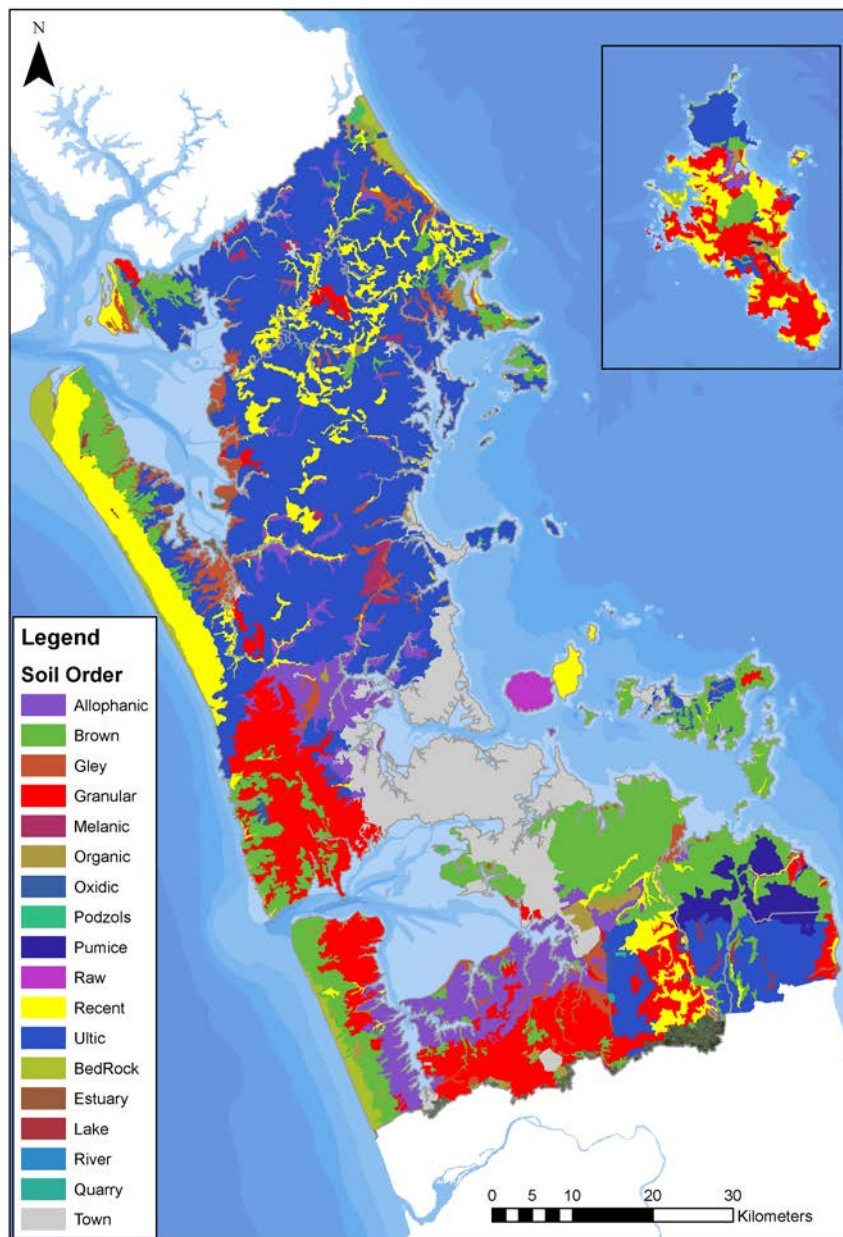 N
Legend
Soil Order
Allophanic
Brown
Gley
Granular
Melanic
Organic
Oxidic
Podzols
Pumice
Raw
Recent
Ultic
BedRock
Estuary
Lake
River
Quarry
Town
0 5 10 20 30
Kilometers